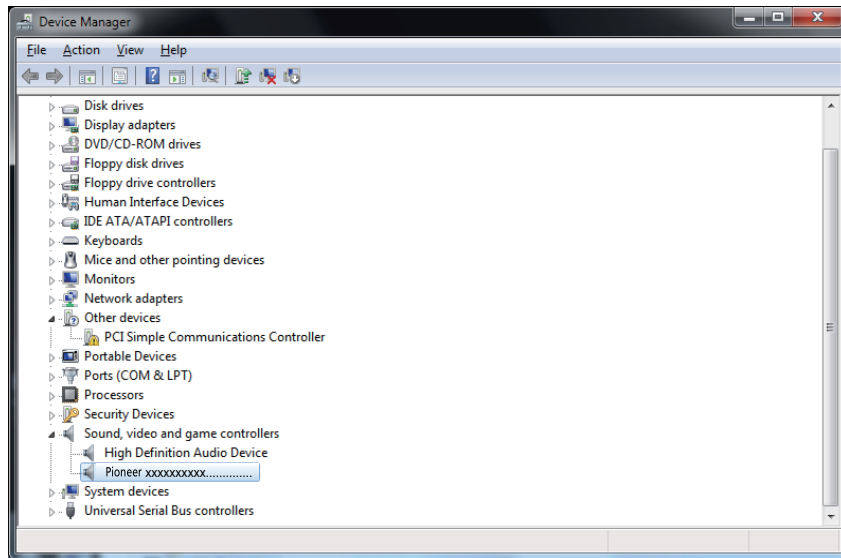 Device Manager
File Action View Help
Disk drives
Display adapters
DVD/CD-ROM drives
Floppy disk drives
Floppy drive controllers
Human Interface Devices
IDE ATA/ATAPI controllers
Keyboards
Mice and other pointing devices
Monitors
Network adapters
Other devices
PCI Simple Communications Controller
Portable Devices
Ports (COM & LPT)
Processors
Security Devices
Sound, video and game controllers
High Definition Audio Device
Pioneer xxxxxxxxxx.............
System devices
Universal Serial Bus controllers